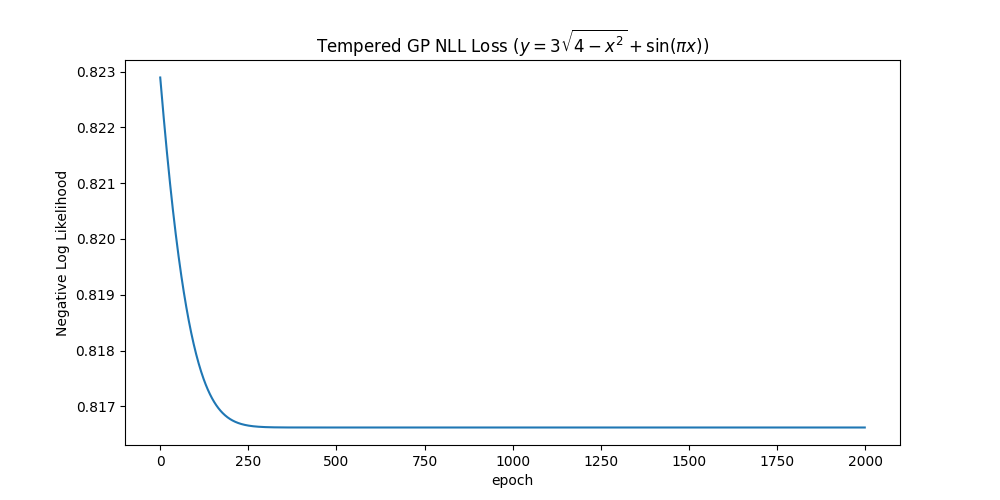 Tempered GP NLL Loss (y = 3√4 − x² + sin(πx))
0.823
0.822
0.821
0.820
0.819
0.818
0.817
Negative Log Likelihood
0 250 500 750 1000 1250 1500 1750 2000
epoch